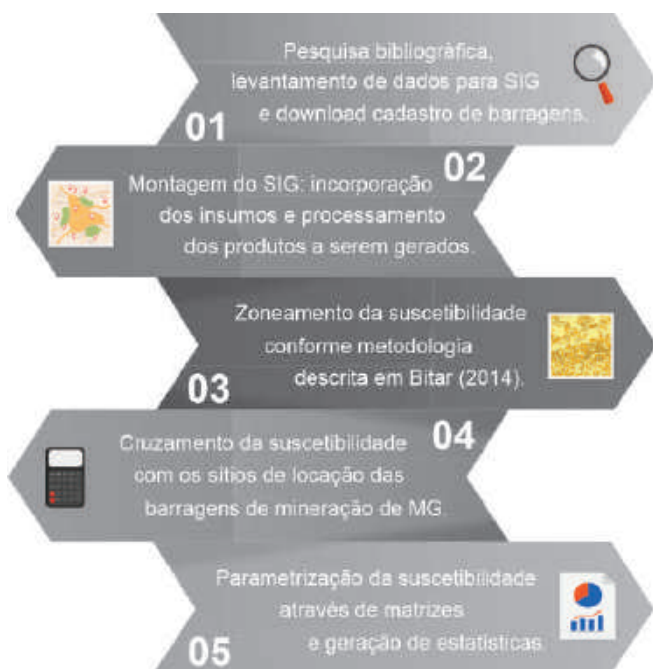 Pesquisa bibliográfica,
levantamento de dados para SIG
e download cadastro de barragens.
01
02
Montagem do SIG: incorporação
dos insumos e processamento
dos produtos a serem gerados.
Zoneamento da suscetibilidade
conforme metodologia
descrita em Bitar (2014).
03
04
Cruzamento da suscetibilidade
com os sítios de locação das
barragens de mineração de MG.
Parametrização da suscetibilidade
através de matrizes
e geração de estatísticas.
05